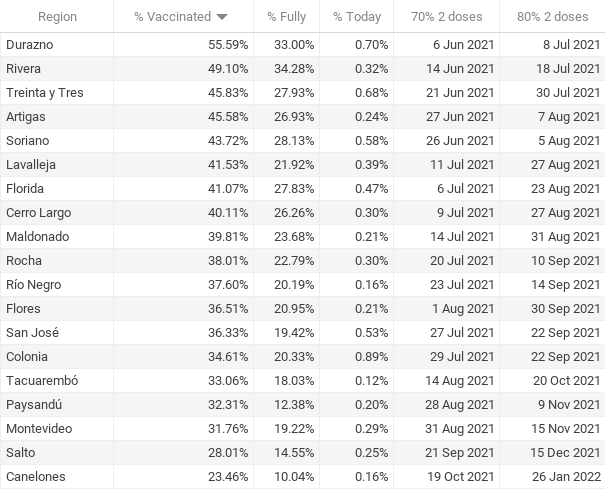 Region % Vaccinated % Fully % Today 70% 2 doses 80% 2 doses
Durazno 55.59% 33.00% 0.70% 6 Jun 2021 8 Jul 2021
Rivera 49.10% 34.28% 0.32% 14 Jun 2021 18 Jul 2021
Treinta y Tres 45.83% 27.93% 0.68% 21 Jun 2021 30 Jul 2021
Artigas 45.58% 26.93% 0.24% 27 Jun 2021 7 Aug 2021
Soriano 43.72% 28.13% 0.58% 26 Jun 2021 5 Aug 2021
Lavalleja 41.53% 21.92% 0.39% 11 Jul 2021 27 Aug 2021
Florida 41.07% 27.83% 0.47% 6 Jul 2021 23 Aug 2021
Cerro Largo 40.11% 26.26% 0.30% 9 Jul 2021 27 Aug 2021
Maldonado 39.81% 23.68% 0.21% 14 Jul 2021 31 Aug 2021
Rocha 38.01% 22.79% 0.30% 20 Jul 2021 10 Sep 2021
Río Negro 37.60% 20.19% 0.16% 23 Jul 2021 14 Sep 2021
Flores 36.51% 20.95% 0.21% 1 Aug 2021 30 Sep 2021
San José 36.33% 19.42% 0.53% 27 Jul 2021 22 Sep 2021
Colonia 34.61% 20.33% 0.89% 29 Jul 2021 22 Sep 2021
Tacuarembó 33.06% 18.03% 0.12% 14 Aug 2021 20 Oct 2021
Paysandú 32.31% 12.38% 0.20% 28 Aug 2021 9 Nov 2021
Montevideo 31.76% 19.22% 0.29% 31 Aug 2021 15 Nov 2021
Salto 28.01% 14.55% 0.25% 21 Sep 2021 15 Dec 2021
Canelones 23.46% 10.04% 0.16% 19 Oct 2021 26 Jan 2022